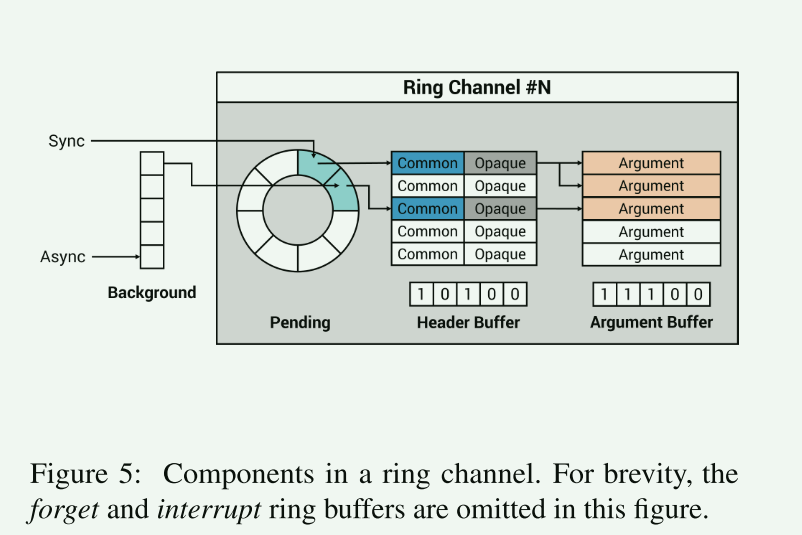 Ring Channel #N
Sync
Async
Background
Common Opaque
Common Opaque
Common Opaque
Common Opaque
Common Opaque
Argument
Argument
Argument
Argument
Argument
1 0 1 0 0
1 1 1 0 0
Pending
Header Buffer
Argument Buffer
Figure 5: Components in a ring channel. For brevity, the
forget and interrupt ring buffers are omitted in this figure.